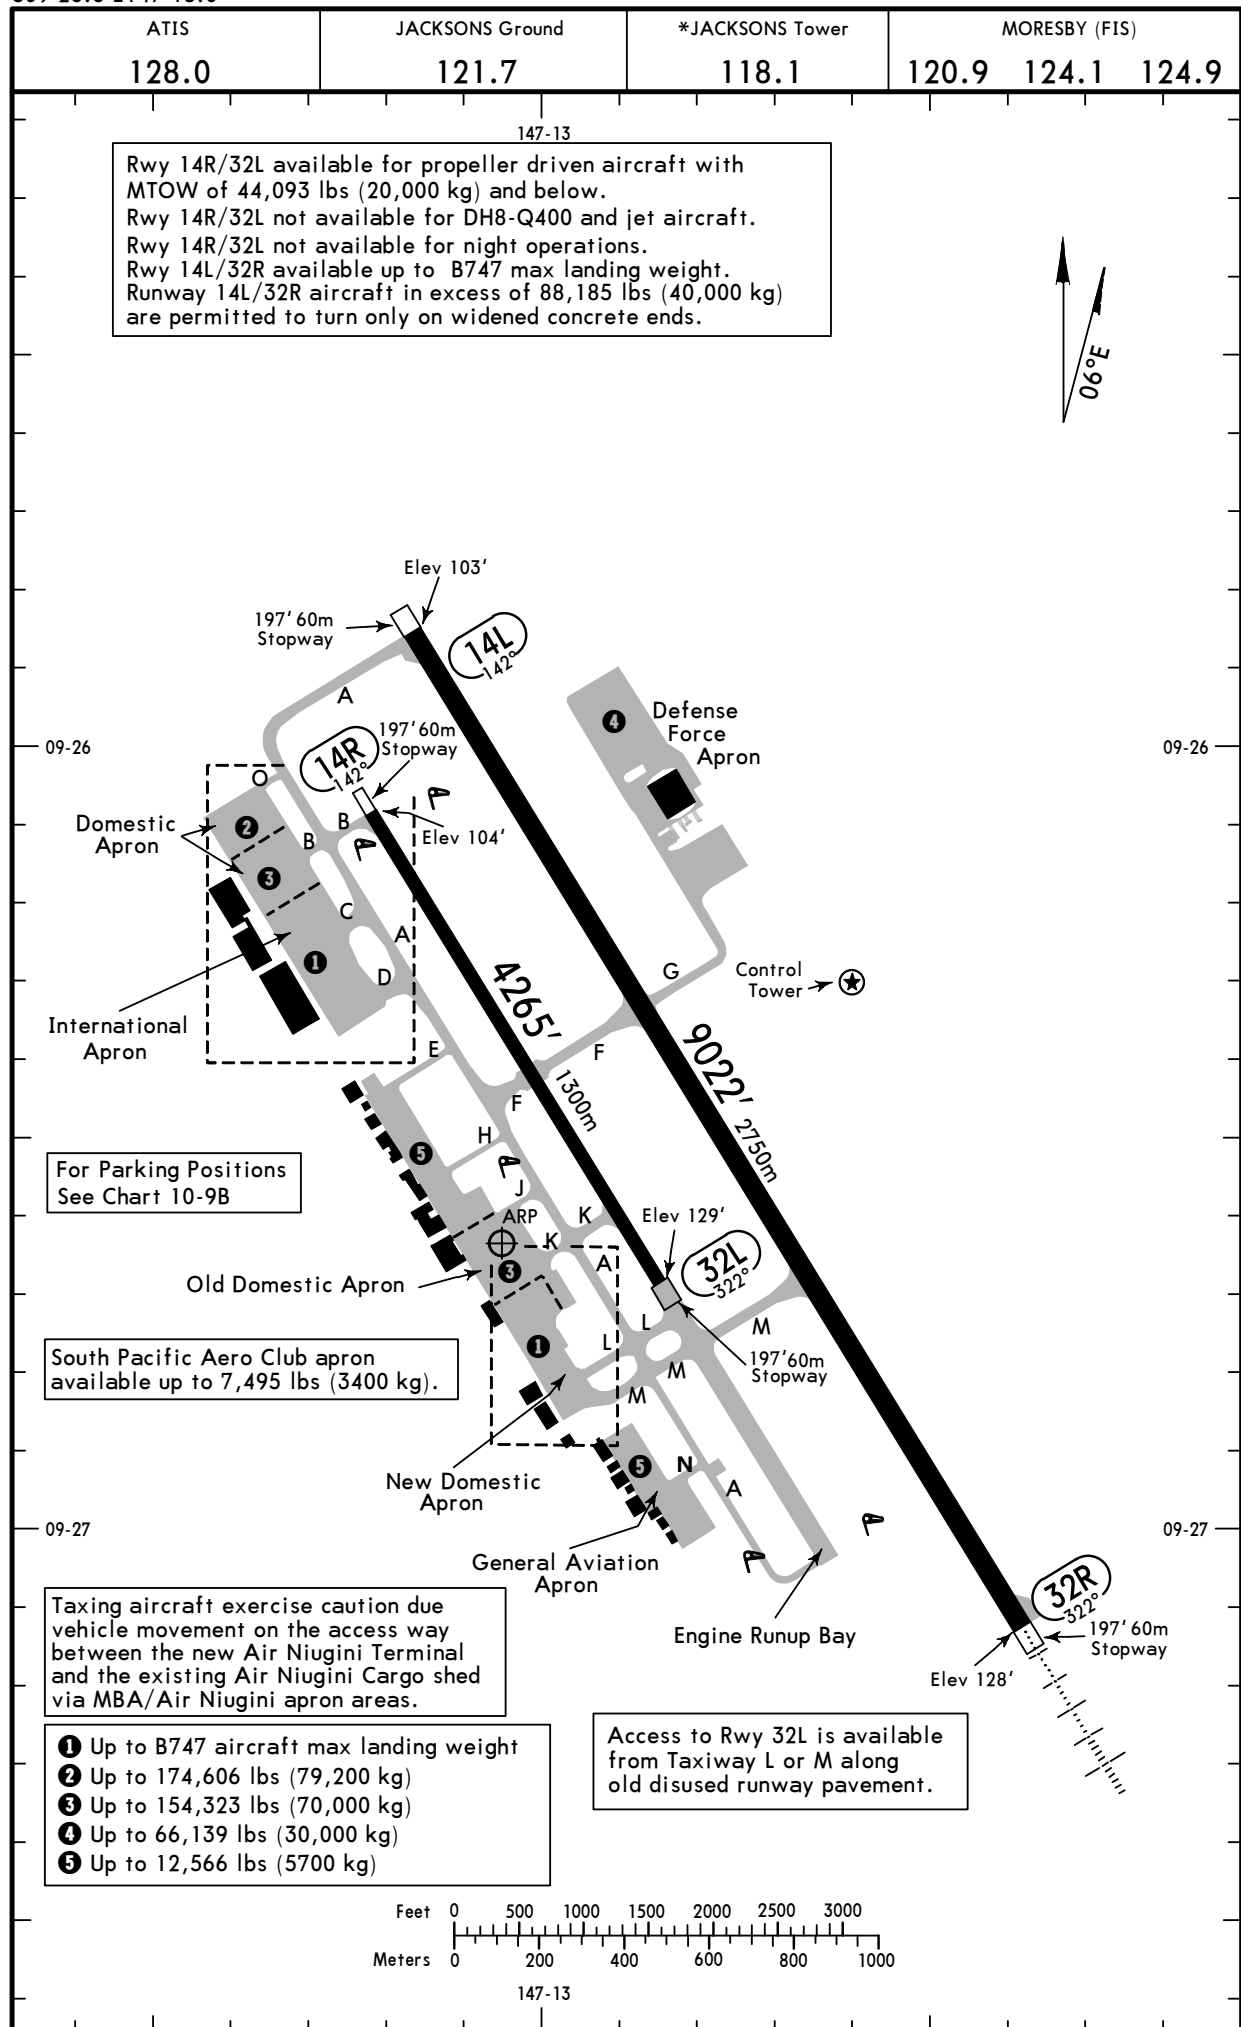 ATIS
128.0
JACKSONS Ground
121.7
*JACKSONS Tower
118.1
MORESBY (FIS)
120.9 124.1 124.9
147-13
Rwy 14R/32L available for propeller driven aircraft with
MTOW of 44,093 lbs (20,000 kg) and below.
Rwy 14R/32L not available for DH8-Q400 and jet aircraft.
Rwy 14R/32L not available for night operations.
Rwy 14L/32R available up to B747 max landing weight.
Runway 14L/32R aircraft in excess of 88,185 lbs (40,000 kg)
are permitted to turn only on widened concrete ends.
06°E
Elev 103'
197' 60m
Stopway
14L
142°
A
4
Defense
Force
Apron
09-26
09-26
197' 60m
Stopway
14R
142°
O
Domestic
Apron
2
B
B
Elev 104'
3
C
A
1
D
4265'
1300m
G
Control
Tower
International
Apron
E
F
9022'
2750m
F
H
5
For Parking Positions
See Chart 10-9B
J
ARP
K
K
Elev 129'
32L
322°
A
Old Domestic Apron
3
L
L
M
1
197' 60m
Stopway
South Pacific Aero Club apron
available up to 7,495 lbs (3400 kg).
M
M
5
N
A
New Domestic
Apron
09-27
09-27
General Aviation
Apron
Engine Runup Bay
32R
322°
197' 60m
Stopway
Elev 128'
Taxing aircraft exercise caution due
vehicle movement on the access way
between the new Air Niugini Terminal
and the existing Air Niugini Cargo shed
via MBA/Air Niugini apron areas.
1 Up to B747 aircraft max landing weight
2 Up to 174,606 lbs (79,200 kg)
3 Up to 154,323 lbs (70,000 kg)
4 Up to 66,139 lbs (30,000 kg)
5 Up to 12,566 lbs (5700 kg)
Access to Rwy 32L is available
from Taxiway L or M along
old disused runway pavement.
Feet 0 500 1000 1500 2000 2500 3000
Meters 0 200 400 600 800 1000
147-13